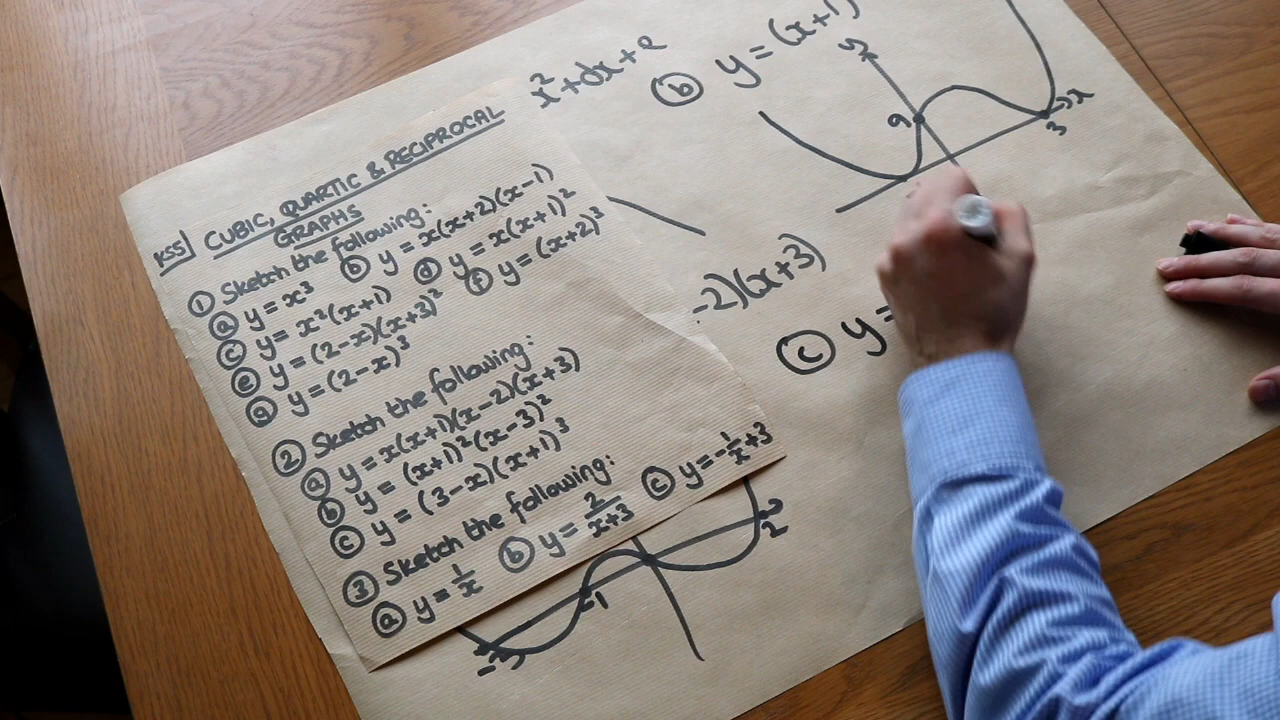 KS5 CUBIC, QUARTIC & RECIPROCAL
GRAPHS
① Sketch the following:
ⓐ y = x³ ⓑ y = x(x+2)(x-1)
ⓒ y = x²(x+1) ⓓ y = x(x+1)²
ⓔ y = (2-x)(x+3)² ⓕ y = (x+2)³
ⓖ y = (2-x)³
② Sketch the following:
ⓐ y = x(x+1)(x-2)(x+3)
ⓑ y = (x+1)²(x-3)²
ⓒ y = (3-x)(x+1)³
③ Sketch the following:
ⓐ y = 1/x ⓑ y = 2/(x+3) ⓒ y = -1/x + 3
x² + dx + e
ⓑ y = (x+1)
y
9
x
3
-2)(x+3)
ⓒ y =
-3
-1
2